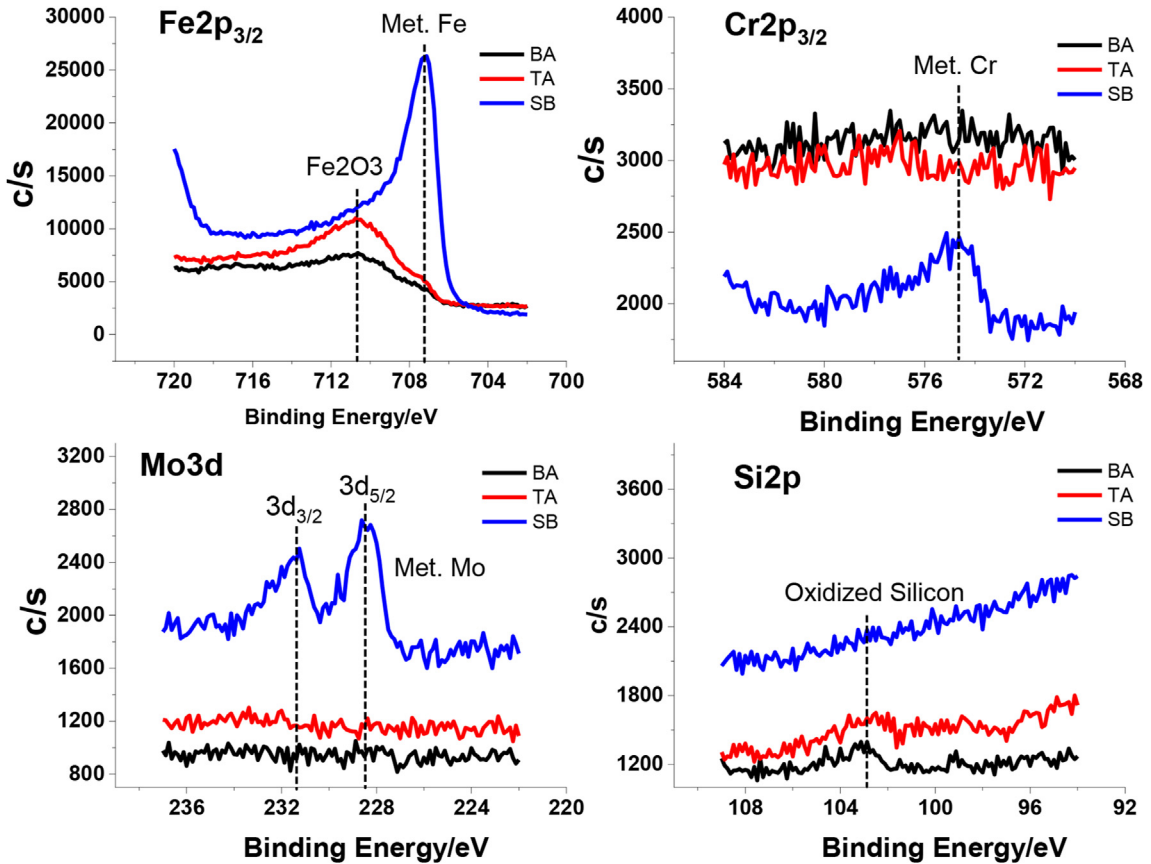 Fe2p3/2
Met. Fe
Fe2O3
BA
TA
SB
c/s
30000
25000
20000
15000
10000
5000
0
720
716
712
708
704
700
Binding Energy/eV
Cr2p3/2
Met. Cr
BA
TA
SB
c/s
4000
3500
3000
2500
2000
584
580
576
572
568
Binding Energy/eV
Mo3d
3d3/2
3d5/2
Met. Mo
BA
TA
SB
c/s
3200
2800
2400
2000
1600
1200
800
236
232
228
224
220
Binding Energy/eV
Si2p
Oxidized Silicon
BA
TA
SB
c/s
3600
3000
2400
1800
1200
108
104
100
96
92
Binding Energy/eV